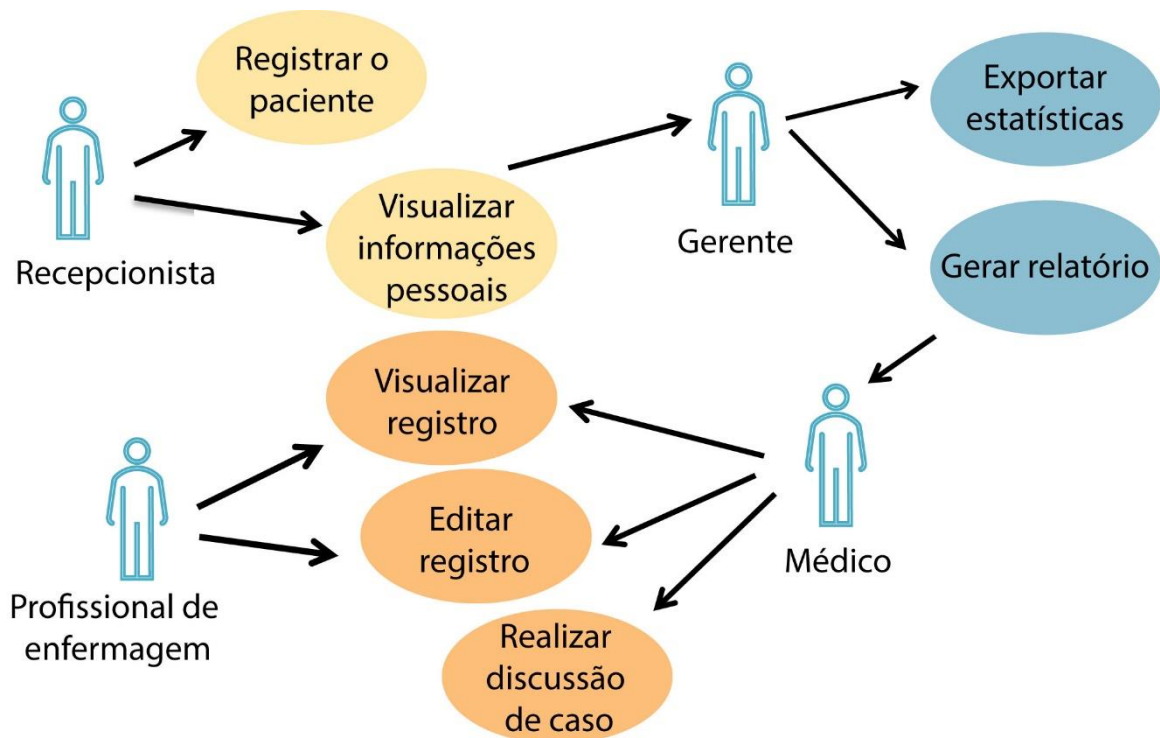 Registrar o
paciente
Recepcionista
Visualizar
informações
pessoais
Gerente
Exportar
estatísticas
Gerar relatório
Visualizar
registro
Editar
registro
Realizar
discussão
de caso
Médico
Profissional de
enfermagem